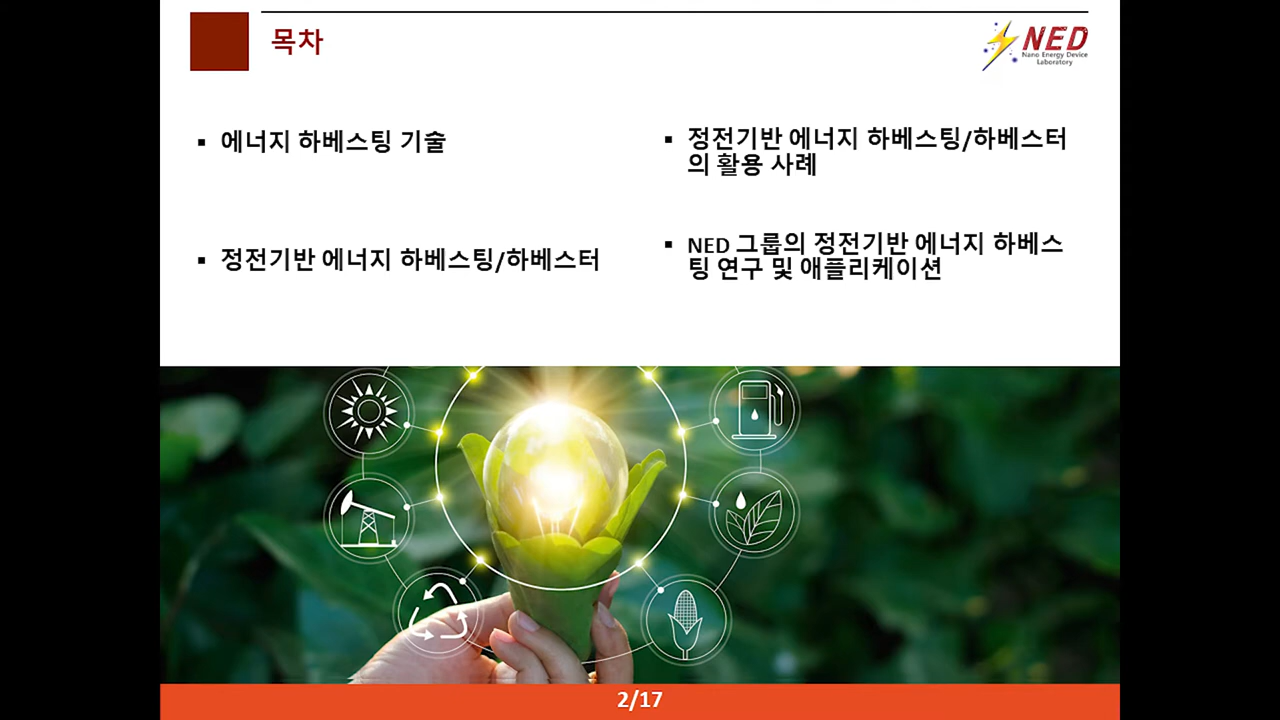 목차
NED
Nano Energy Device
Laboratory
▪ 에너지 하베스팅 기술
▪ 정전기반 에너지 하베스팅/하베스터
▪ 정전기반 에너지 하베스팅/하베스터
의 활용 사례
▪ NED 그룹의 정전기반 에너지 하베스
팅 연구 및 애플리케이션
2/17